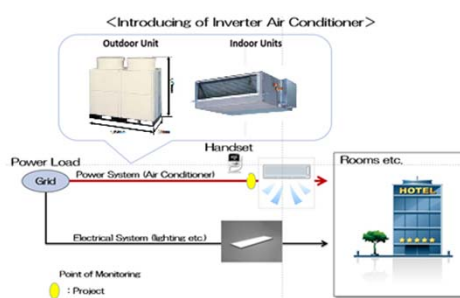 <Introducing of Inverter Air Conditioner>
Outdoor Unit
Indoor Units
Handset
Power Load
Rooms etc.
Grid
Power System (Air Conditioner)
HOTEL
Electrical System (lighting etc.)
Point of Monitoring
: Project